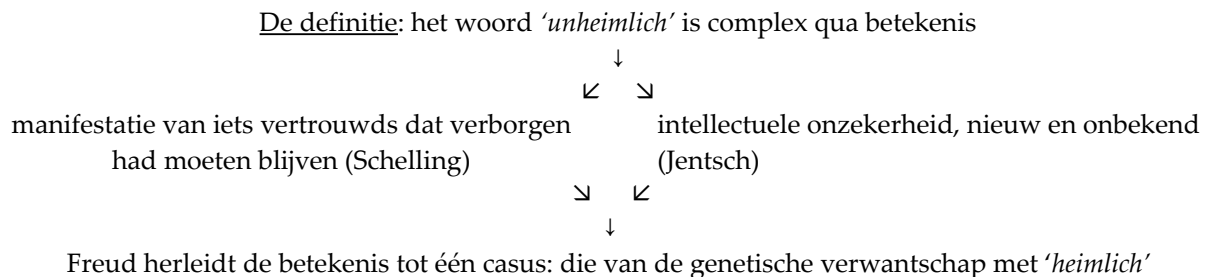 De definitie: het woord ‘unheimlich’ is complex qua betekenis
↓
↙ ↘
manifestatie van iets vertrouwds dat verborgen intellectuele onzekerheid, nieuw en onbekend
had moeten blijven (Schelling) (Jentsch)
↘ ↙
↓
Freud herleidt de betekenis tot één casus: die van de genetische verwantschap met ‘heimlich’